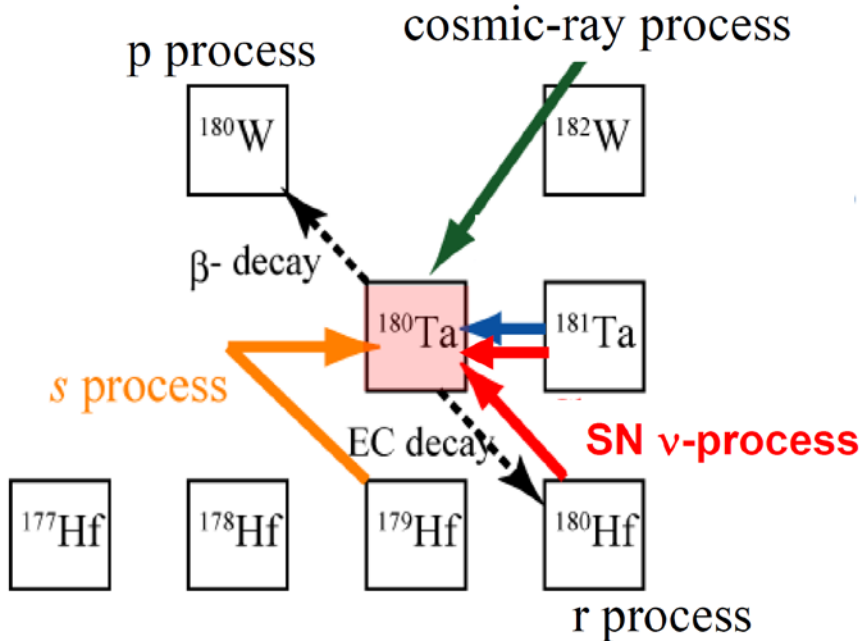 cosmic-ray process
p process
¹⁸⁰W
¹⁸²W
β- decay
¹⁸⁰Ta
¹⁸¹Ta
s process
EC decay
SN ν-process
¹⁷⁷Hf
¹⁷⁸Hf
¹⁷⁹Hf
¹⁸⁰Hf
r process